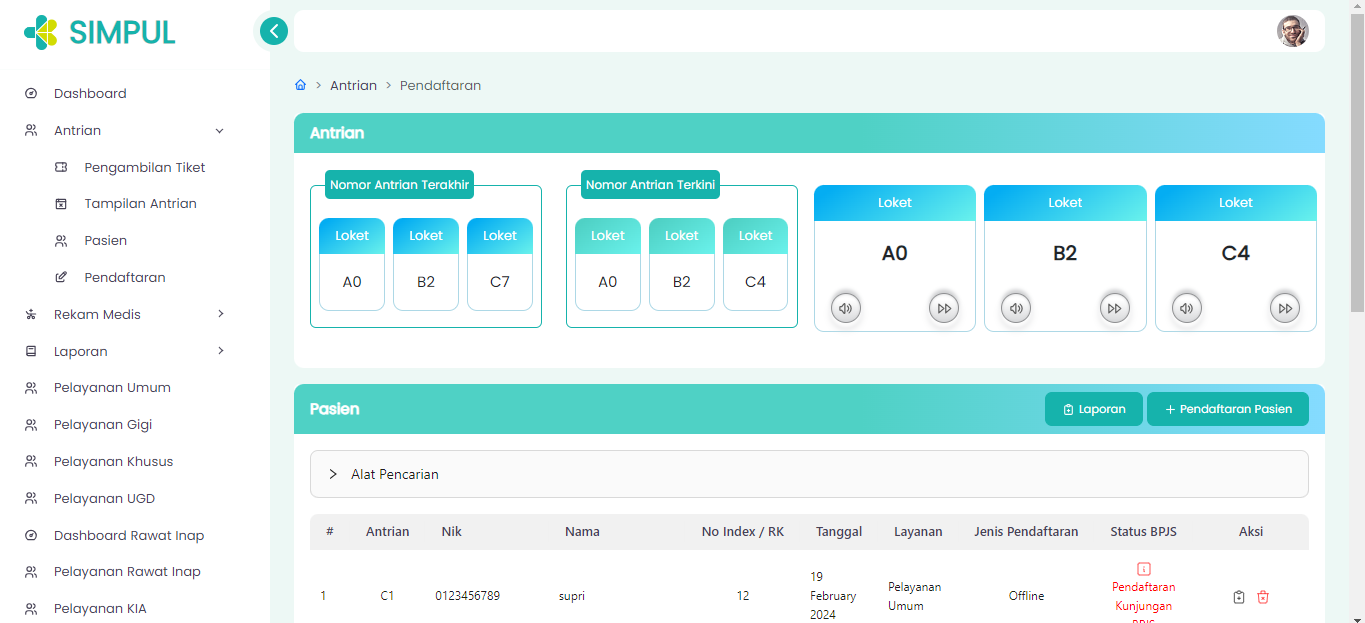 SIMPUL
Dashboard
Antrian
Pengambilan Tiket
Tampilan Antrian
Pasien
Pendaftaran
Rekam Medis
Laporan
Pelayanan Umum
Pelayanan Gigi
Pelayanan Khusus
Pelayanan UGD
Dashboard Rawat Inap
Pelayanan Rawat Inap
Pelayanan KIA
> Antrian > Pendaftaran
Antrian
Nomor Antrian Terakhir
Loket Loket Loket
A0 B2 C7
Nomor Antrian Terkini
Loket Loket Loket
A0 B2 C4
Loket
A0
Loket
B2
Loket
C4
Pasien
Laporan
+ Pendaftaran Pasien
> Alat Pencarian
# Antrian Nik Nama No Index / RK Tanggal Layanan Jenis Pendaftaran Status BPJS Aksi
1 C1 0123456789 supri 12
19
February
2024
Pelayanan
Umum
Offline
Pendaftaran
Kunjungan
BPJS